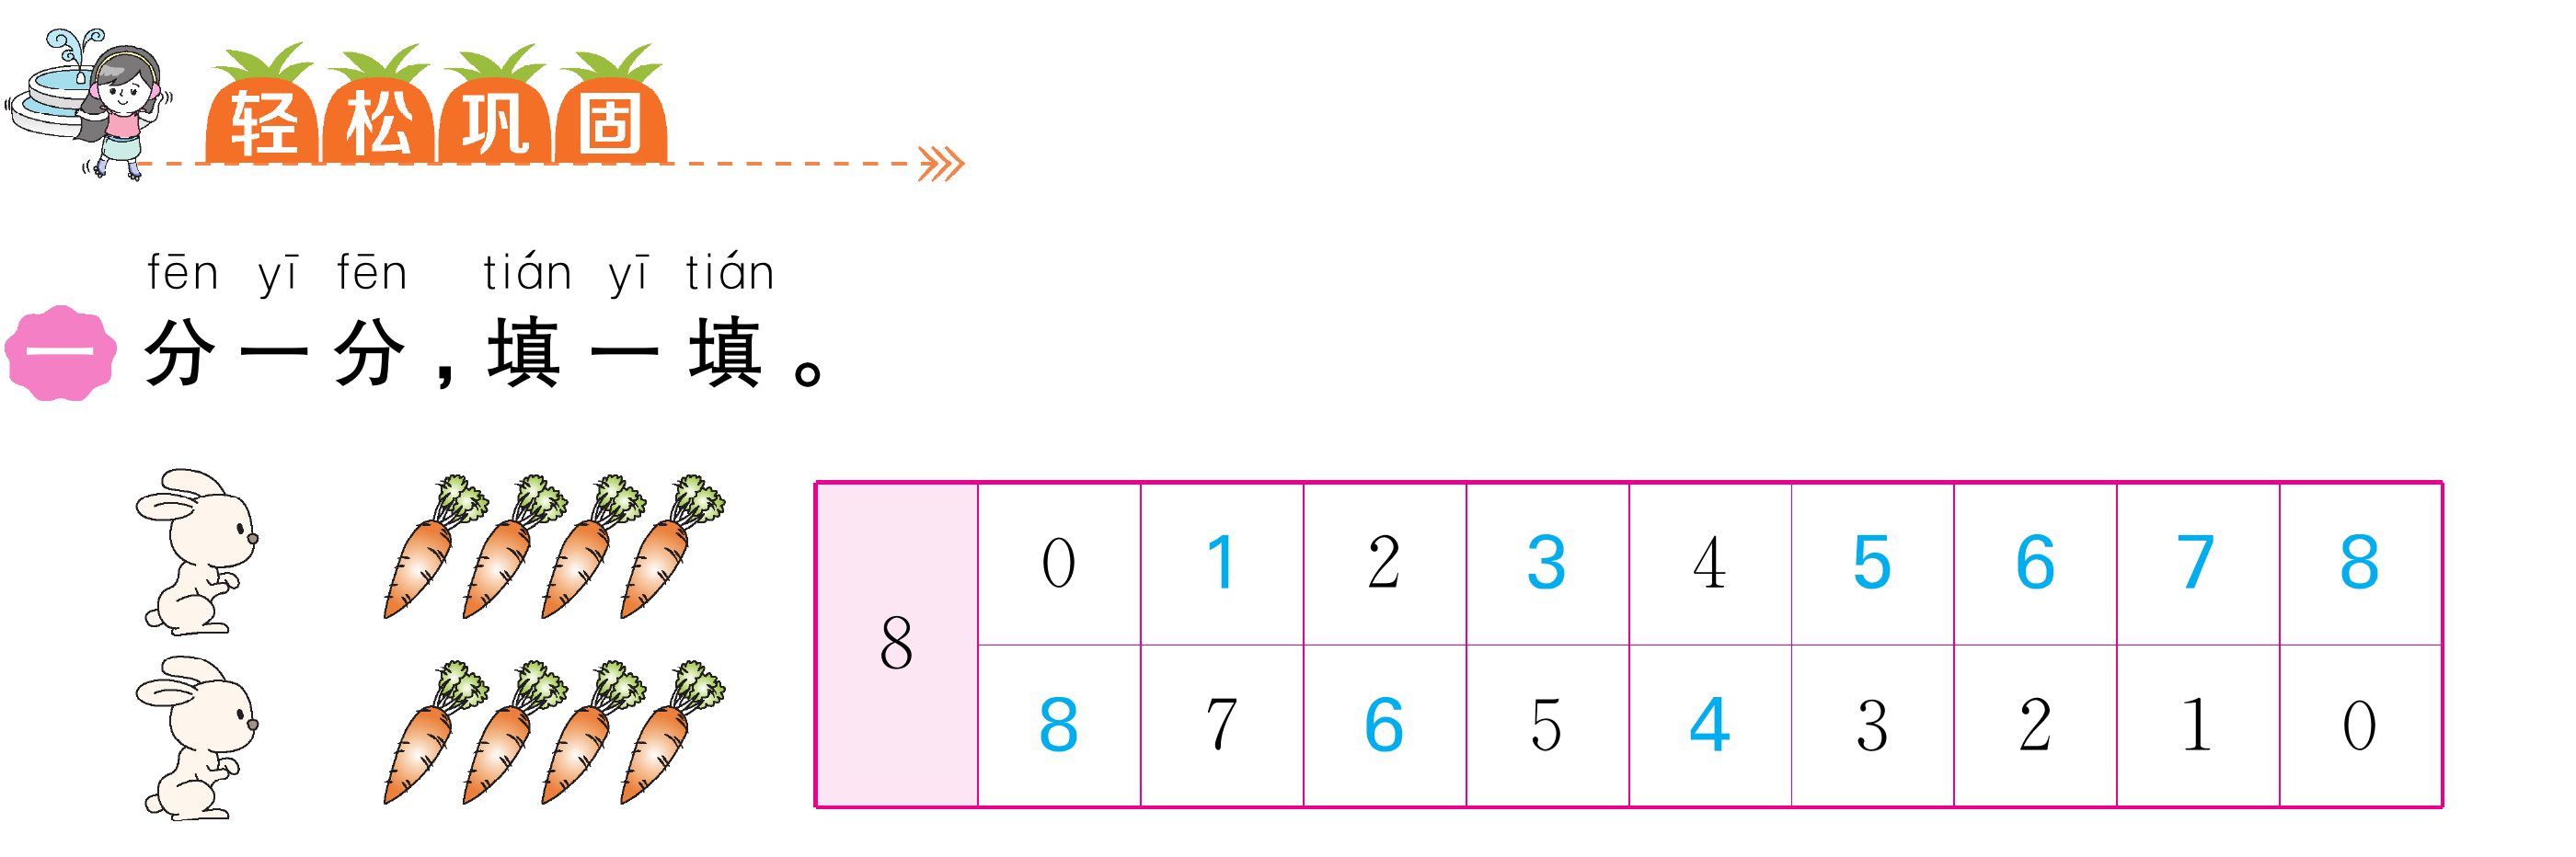 轻松巩固
fēn yī fēn tián yī tián
一 分一分，填一填。
8
0 1 2 3 4 5 6 7 8
8 7 6 5 4 3 2 1 0